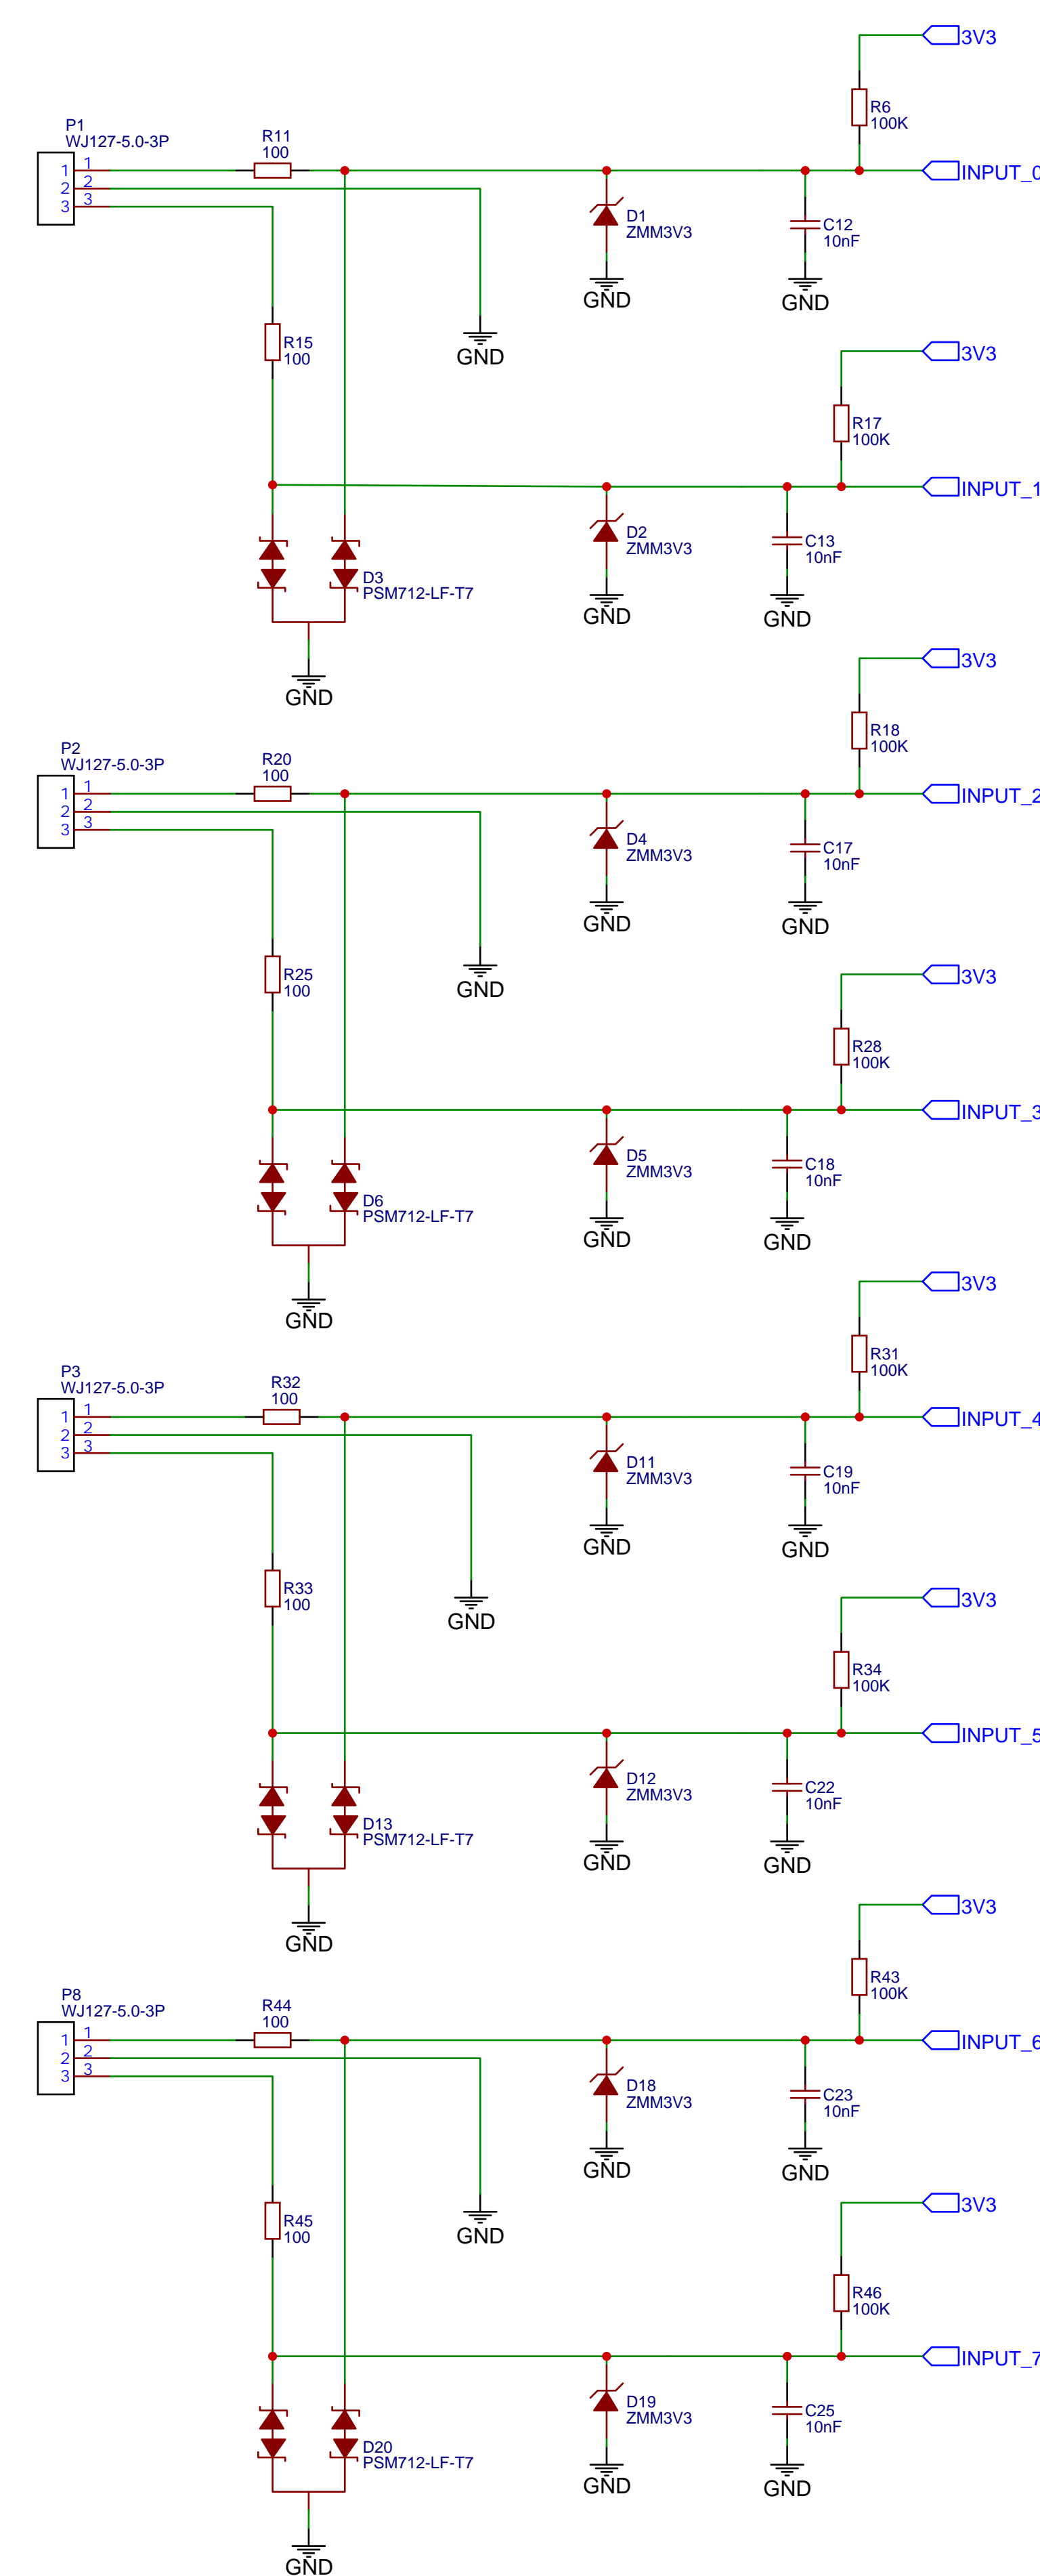 3V3
R6
100K
P1
WJ127-5.0-3P
R11
100
1 1
2 2
3 3
INPUT_0
D1
ZMM3V3
C12
10nF
GND
GND
R15
100
GND
3V3
R17
100K
INPUT_1
D2
ZMM3V3
C13
10nF
D3
PSM712-LF-T7
GND
GND
GND
3V3
R18
100K
P2
WJ127-5.0-3P
R20
100
1 1
2 2
3 3
INPUT_2
D4
ZMM3V3
C17
10nF
GND
GND
R25
100
GND
3V3
R28
100K
INPUT_3
D5
ZMM3V3
C18
10nF
D6
PSM712-LF-T7
GND
GND
GND
3V3
R31
100K
P3
WJ127-5.0-3P
R32
100
1 1
2 2
3 3
INPUT_4
D11
ZMM3V3
C19
10nF
GND
GND
R33
100
GND
3V3
R34
100K
INPUT_5
D12
ZMM3V3
C22
10nF
D13
PSM712-LF-T7
GND
GND
GND
3V3
R43
100K
P8
WJ127-5.0-3P
R44
100
1 1
2 2
3 3
INPUT_6
D18
ZMM3V3
C23
10nF
GND
GND
R45
100
GND
3V3
R46
100K
INPUT_7
D19
ZMM3V3
C25
10nF
D20
PSM712-LF-T7
GND
GND
GND